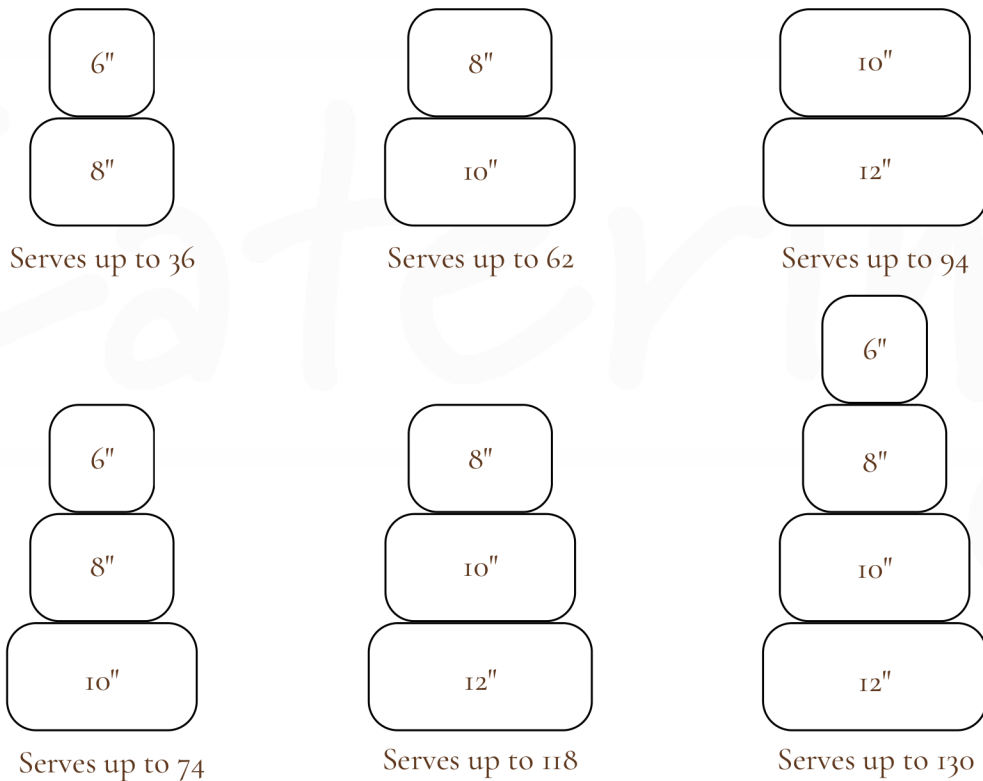 6"
8"
Serves up to 36
8"
10"
Serves up to 62
10"
12"
Serves up to 94
6"
8"
10"
Serves up to 74
8"
10"
12"
Serves up to 118
6"
8"
10"
12"
Serves up to 130